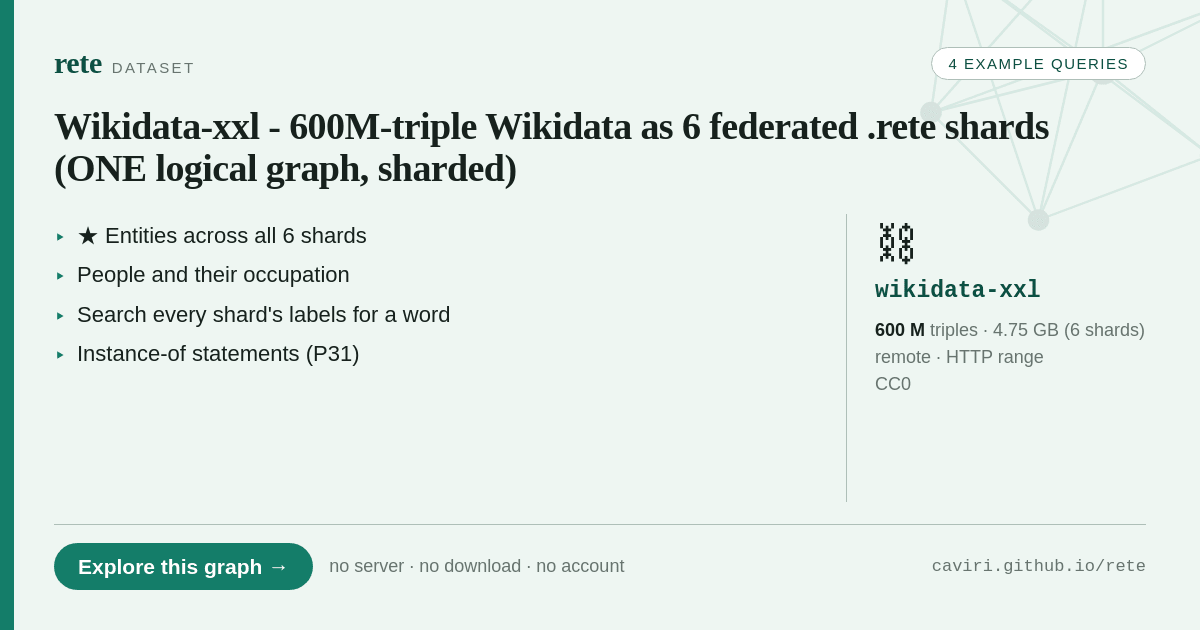 rete DATASET
4 EXAMPLE QUERIES
Wikidata-xxl - 600M-triple Wikidata as 6 federated .rete shards
(ONE logical graph, sharded)
▸ ★ Entities across all 6 shards
▸ People and their occupation
▸ Search every shard's labels for a word
▸ Instance-of statements (P31)
wikidata-xxl
600 M triples · 4.75 GB (6 shards)
remote · HTTP range
CC0
Explore this graph →
no server · no download · no account
caviri.github.io/rete